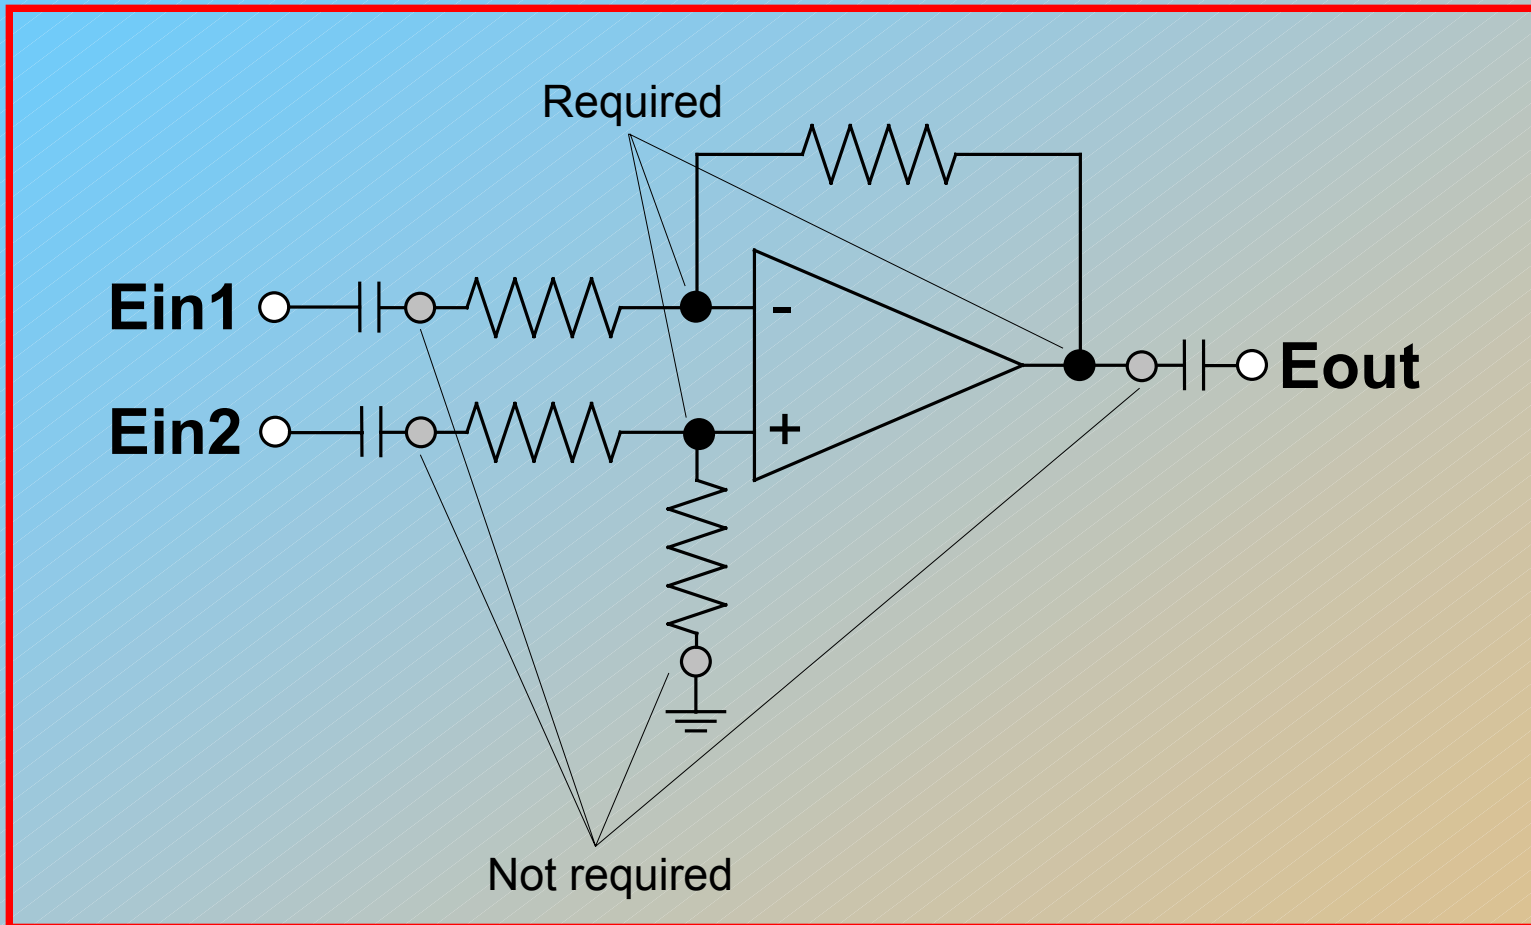 Required
Ein1
-
Eout
Ein2
+
Not required